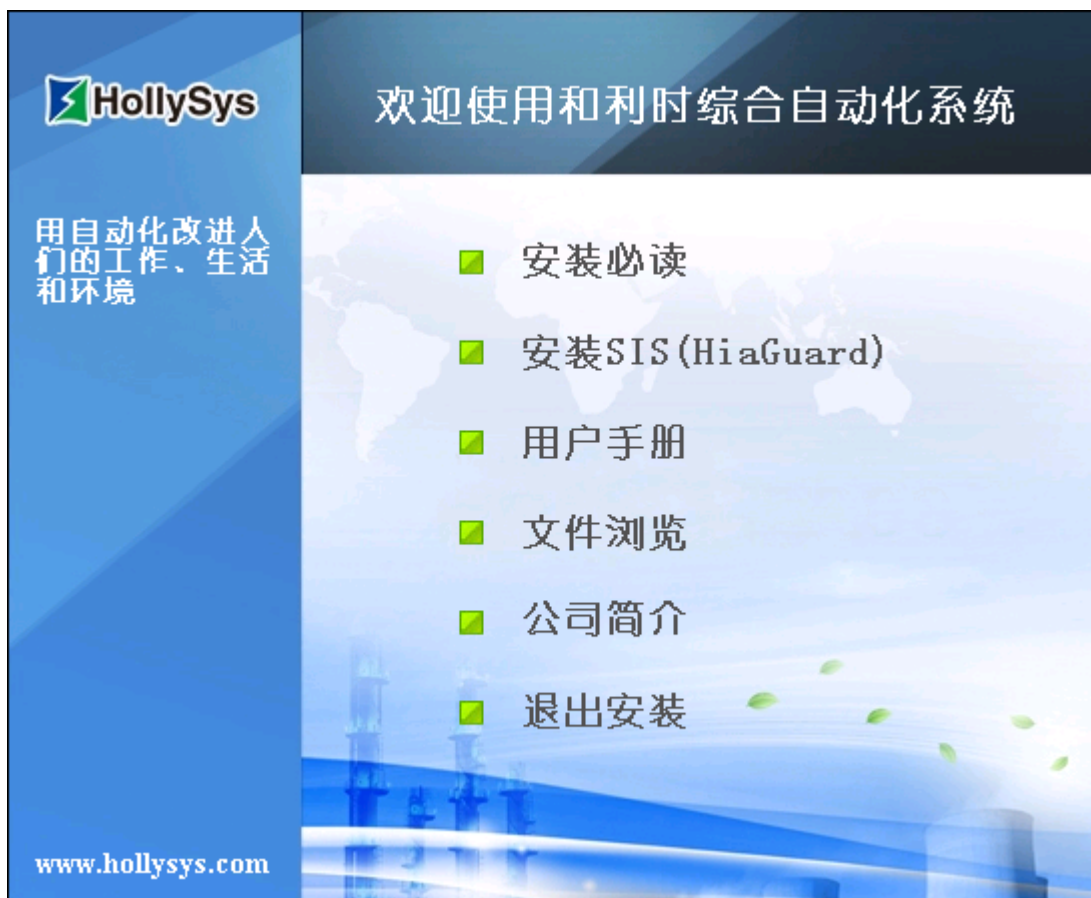 HollySys
欢迎使用和利时综合自动化系统
用自动化改进人
们的工作、生活
和环境
安装必读
安装SIS(HiaGuard)
用户手册
文件浏览
公司简介
退出安装
www.hollysys.com